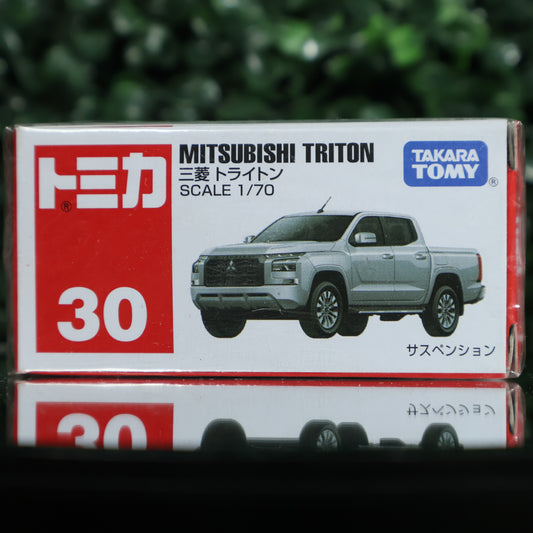 トミカ
®
30
MITSUBISHI TRITON
三菱 トライトン
SCALE 1/70
TAKARA
TOMY®
サスペンション